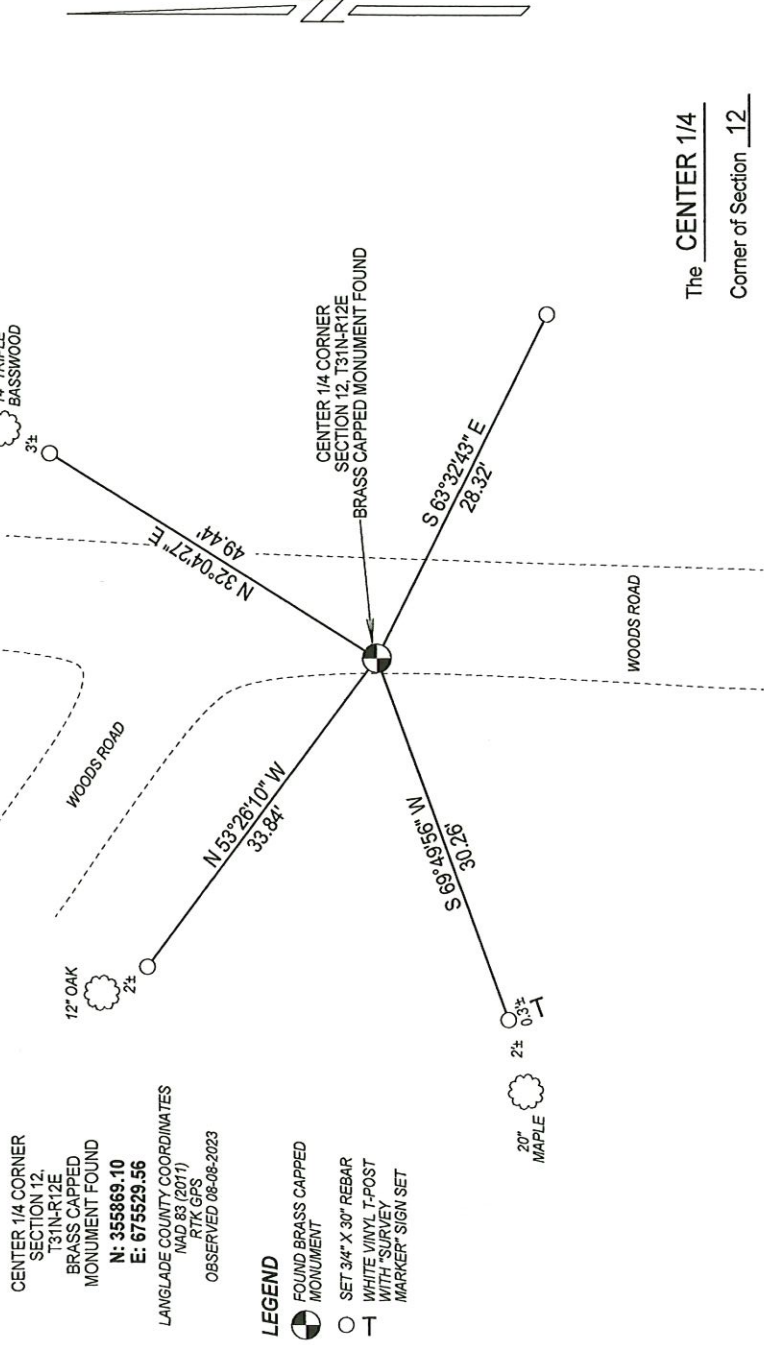 CENTER 1/4 CORNER
SECTION 12,
T31N-R12E
BRASS CAPPED
MONUMENT FOUND
N: 355869.10
E: 675529.56
LANGLADE COUNTY COORDINATES
NAD 83 (2011)
RTK GPS
OBSERVED 08-08-2023
LEGEND
FOUND BRASS CAPPED
MONUMENT
SET 3/4" X 30" REBAR
T WHITE VINYL T-POST
WITH "SURVEY
MARKER" SIGN SET
12" OAK
2'±
WOODS ROAD
N 53°26'10" W
33.84'
BASSWOOD
3'±
N 32°04'27" E
49.44'
CENTER 1/4 CORNER
SECTION 12, T31N-R12E
BRASS CAPPED MONUMENT FOUND
S 69°49'56" W
30.26'
20"
MAPLE
2'±
0.3'±
T
S 63°32'43" E
28.32'
WOODS ROAD
The CENTER 1/4
Corner of Section 12